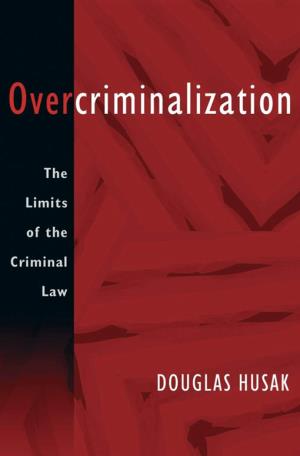 Overcriminalization
The
Limits
of the
Criminal
Law
DOUGLAS HUSAK